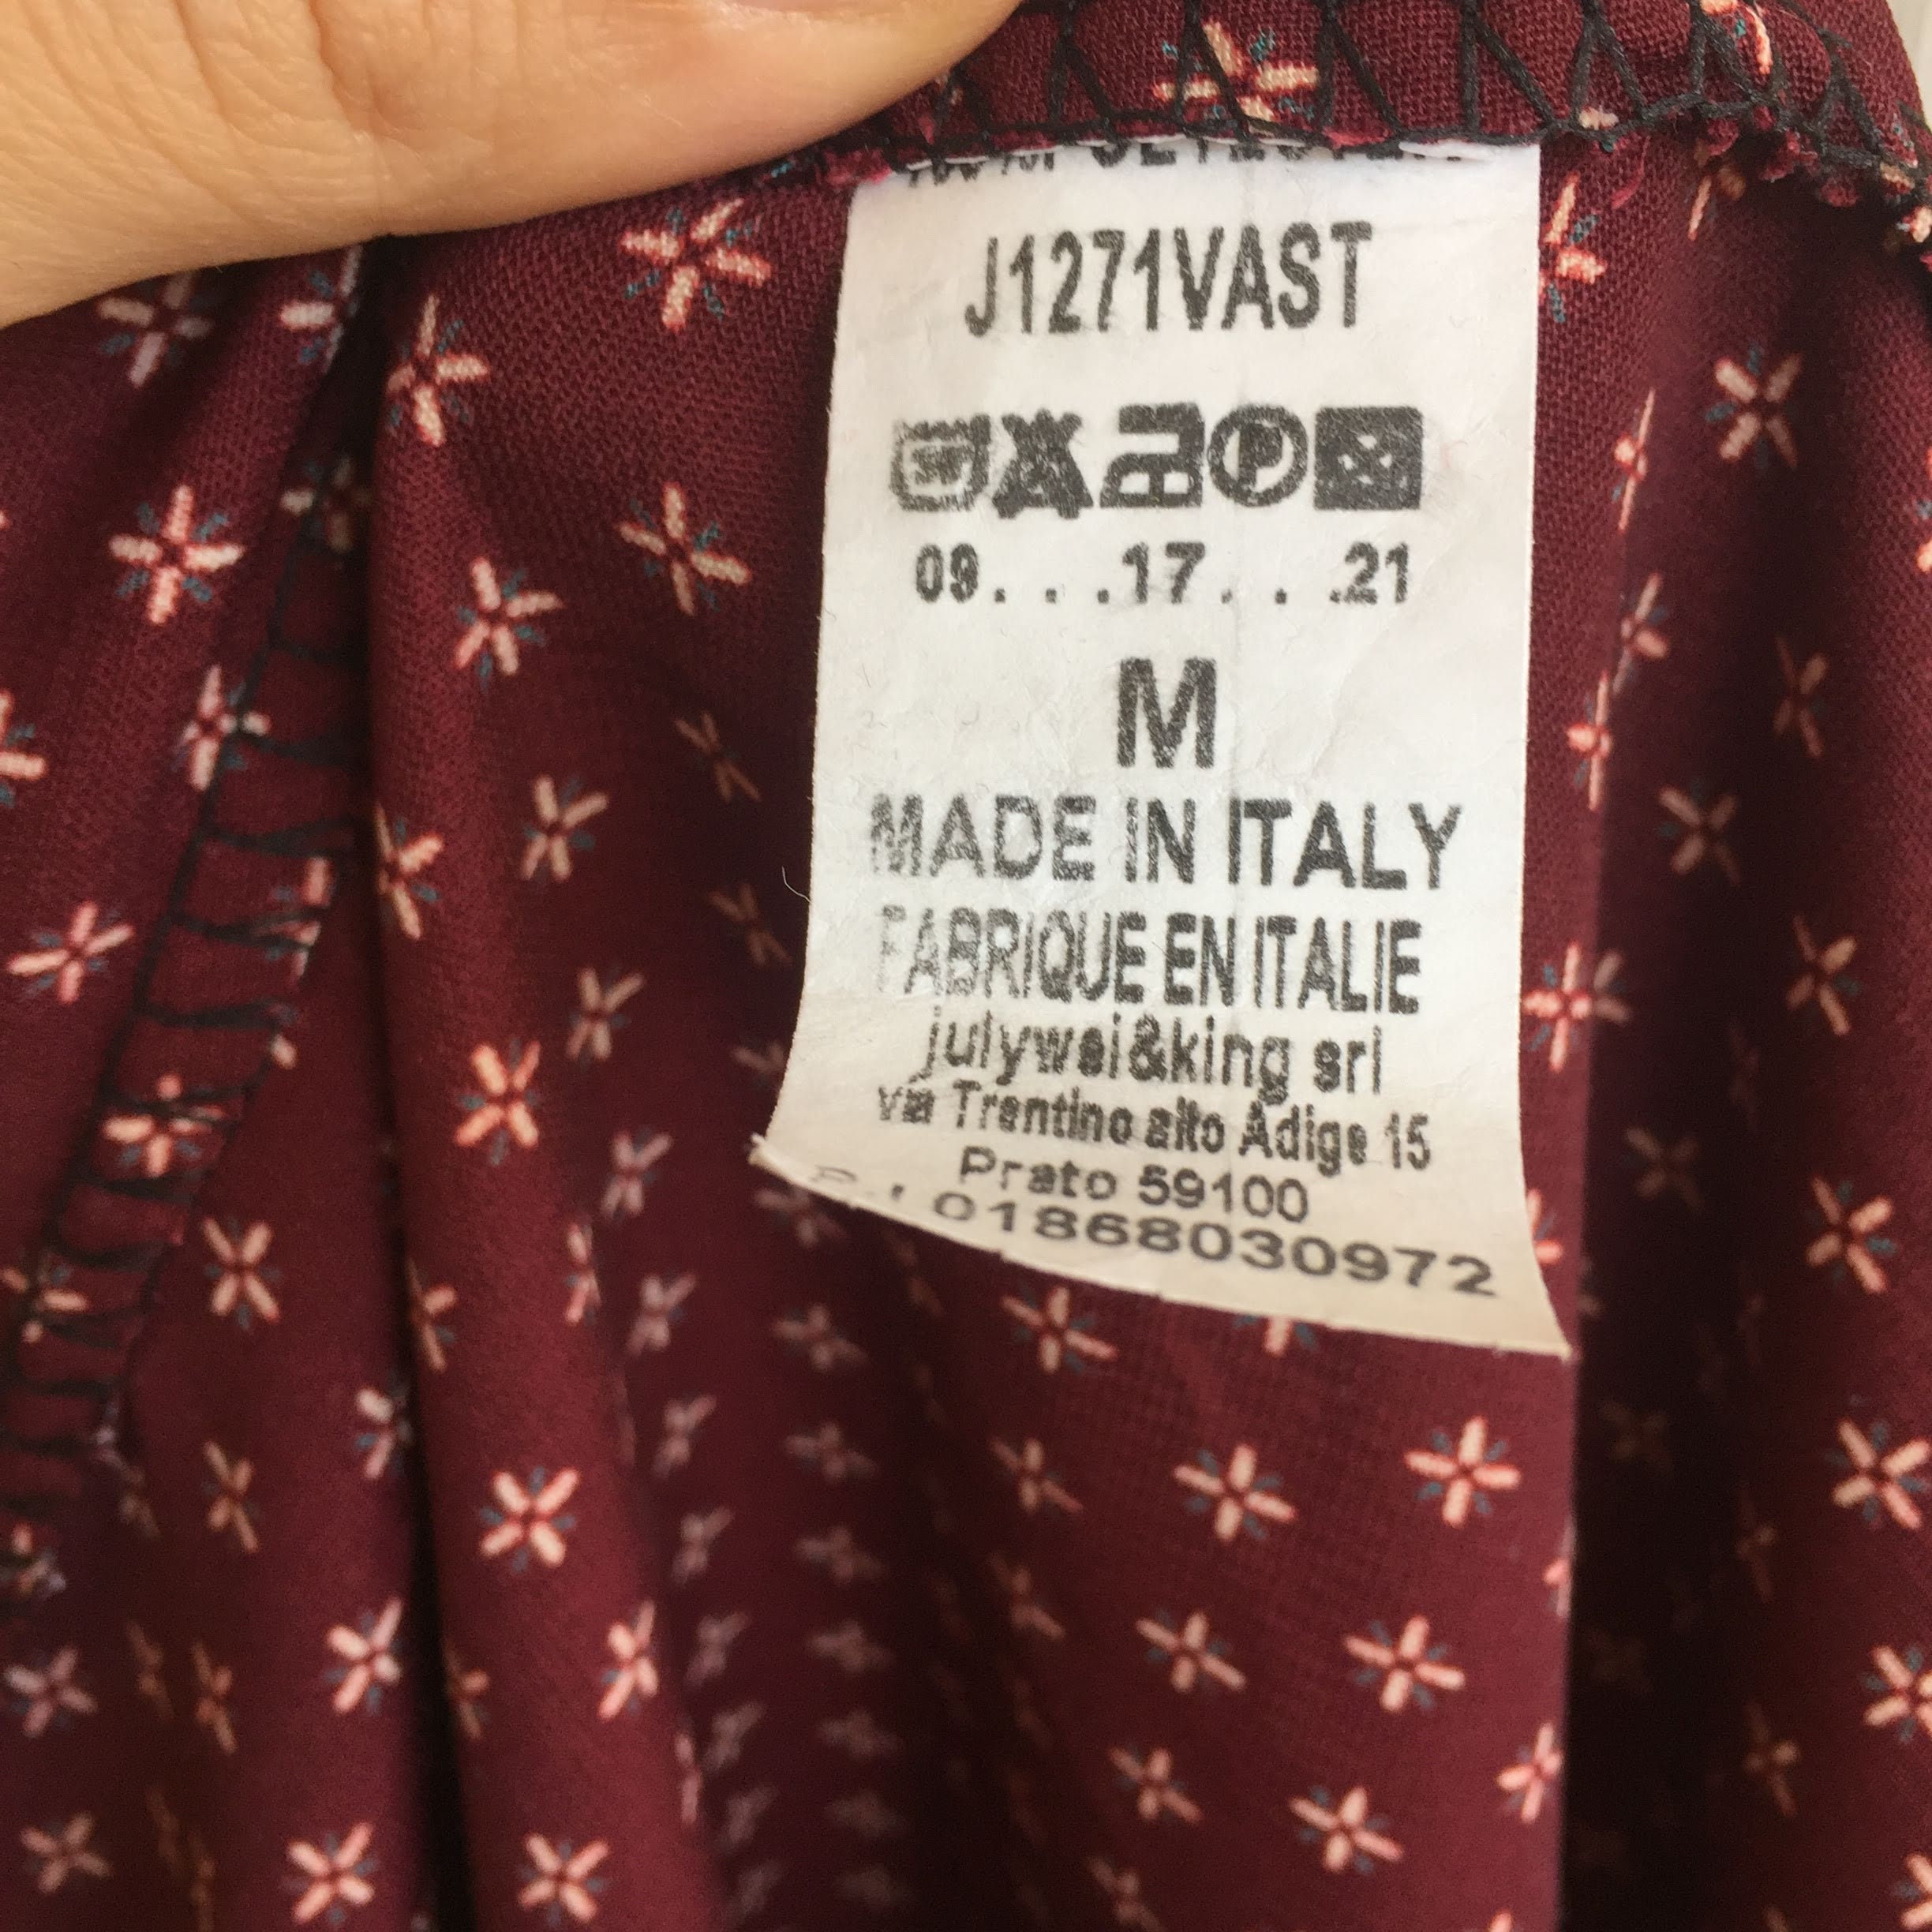 J1271VAST
09. . . .17. . . .21
M
MADE IN ITALY
FABRIQUE EN ITALIE
julywei&king srl
via Trentino alto Adige 15
Prato 59100
P.I 01868030972